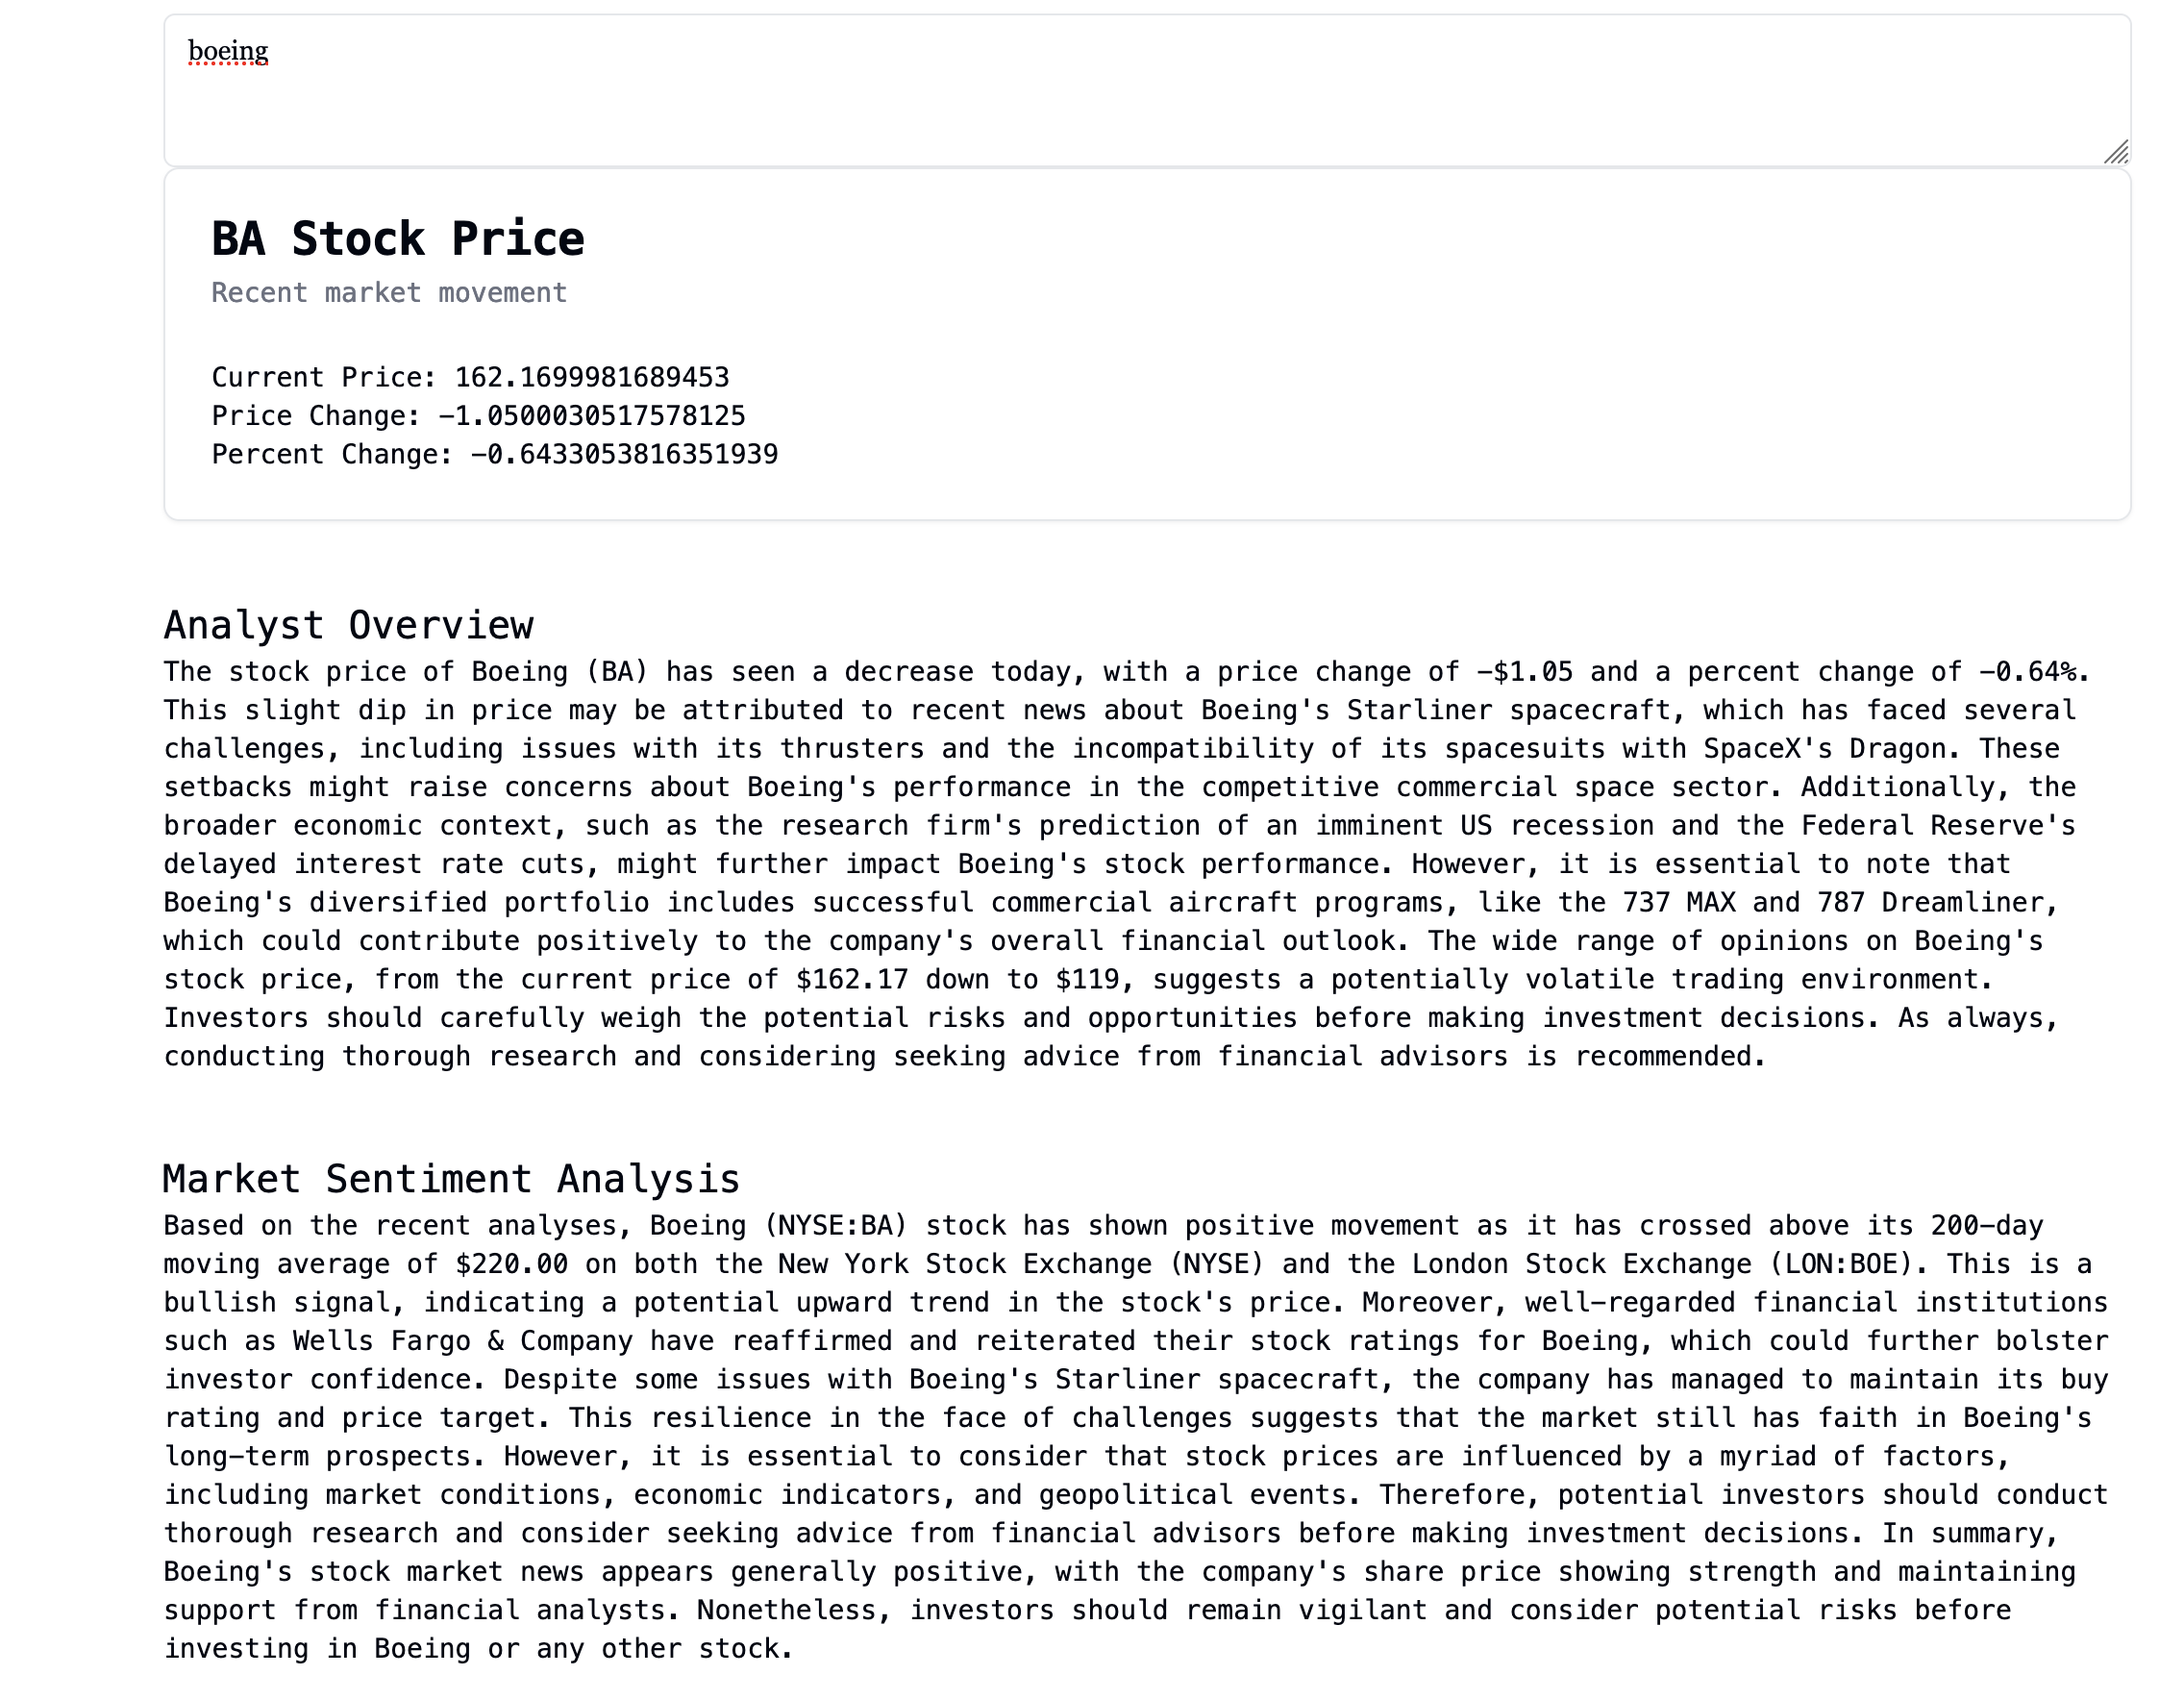 boeing
BA Stock Price
Recent market movement
Current Price: 162.1699981689453
Price Change: -1.0500030517578125
Percent Change: -0.6433053816351939
Analyst Overview
The stock price of Boeing (BA) has seen a decrease today, with a price change of -$1.05 and a percent change of -0.64%.
This slight dip in price may be attributed to recent news about Boeing's Starliner spacecraft, which has faced several
challenges, including issues with its thrusters and the incompatibility of its spacesuits with SpaceX's Dragon. These
setbacks might raise concerns about Boeing's performance in the competitive commercial space sector. Additionally, the
broader economic context, such as the research firm's prediction of an imminent US recession and the Federal Reserve's
delayed interest rate cuts, might further impact Boeing's stock performance. However, it is essential to note that
Boeing's diversified portfolio includes successful commercial aircraft programs, like the 737 MAX and 787 Dreamliner,
which could contribute positively to the company's overall financial outlook. The wide range of opinions on Boeing's
stock price, from the current price of $162.17 down to $119, suggests a potentially volatile trading environment.
Investors should carefully weigh the potential risks and opportunities before making investment decisions. As always,
conducting thorough research and considering seeking advice from financial advisors is recommended.
Market Sentiment Analysis
Based on the recent analyses, Boeing (NYSE:BA) stock has shown positive movement as it has crossed above its 200-day
moving average of $220.00 on both the New York Stock Exchange (NYSE) and the London Stock Exchange (LON:BOE). This is a
bullish signal, indicating a potential upward trend in the stock's price. Moreover, well-regarded financial institutions
such as Wells Fargo & Company have reaffirmed and reiterated their stock ratings for Boeing, which could further bolster
investor confidence. Despite some issues with Boeing's Starliner spacecraft, the company has managed to maintain its buy
rating and price target. This resilience in the face of challenges suggests that the market still has faith in Boeing's
long-term prospects. However, it is essential to consider that stock prices are influenced by a myriad of factors,
including market conditions, economic indicators, and geopolitical events. Therefore, potential investors should conduct
thorough research and consider seeking advice from financial advisors before making investment decisions. In summary,
Boeing's stock market news appears generally positive, with the company's share price showing strength and maintaining
support from financial analysts. Nonetheless, investors should remain vigilant and consider potential risks before
investing in Boeing or any other stock.